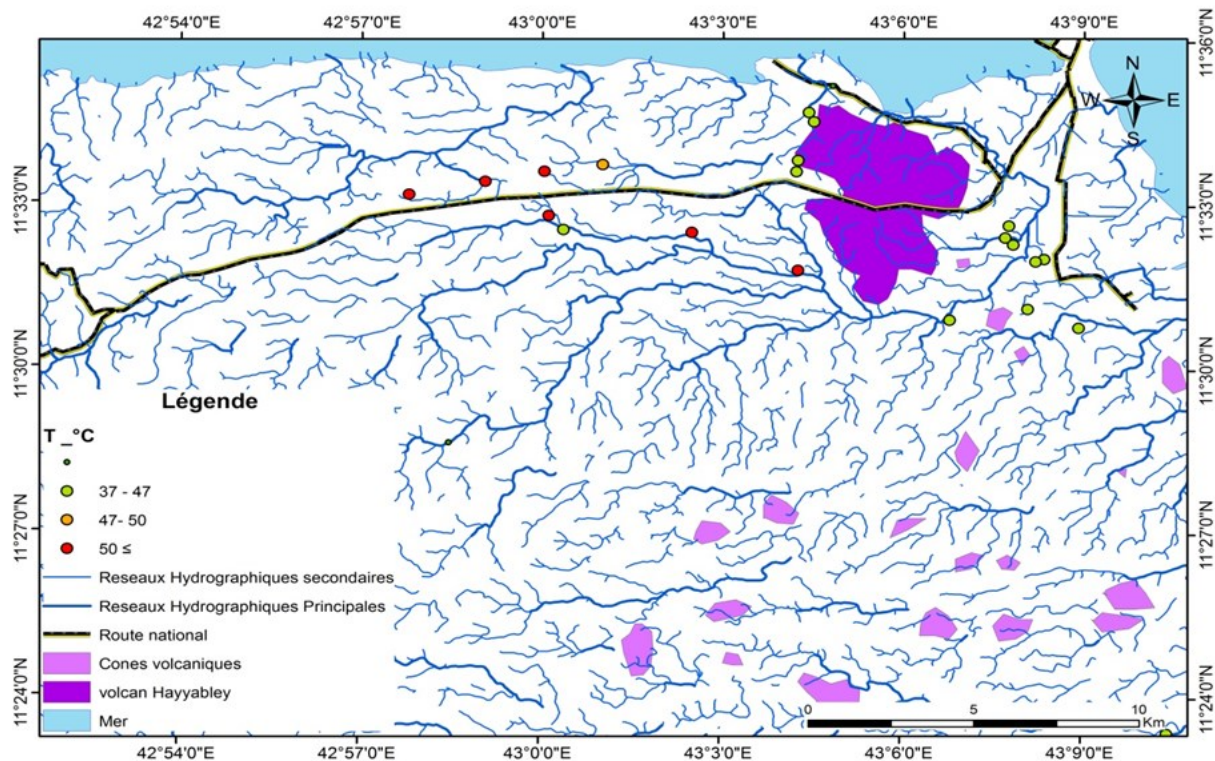 42°54'0"E 42°57'0"E 43°0'0"E 43°3'0"E 43°6'0"E 43°9'0"E
11°36'0"N
N
W E
S
11°33'0"N 11°33'0"N
11°30'0"N 11°30'0"N
Légende
T _°C
37 - 47
47- 50
50 ≤
11°27'0"N 11°27'0"N
Reseaux Hydrographiques secondaires
Reseaux Hydrographiques Principales
Route national
Cones volcaniques
volcan Hayyabley
Mer
11°24'0"N 11°24'0"N
0 5 10
Km
42°54'0"E 42°57'0"E 43°0'0"E 43°3'0"E 43°6'0"E 43°9'0"E